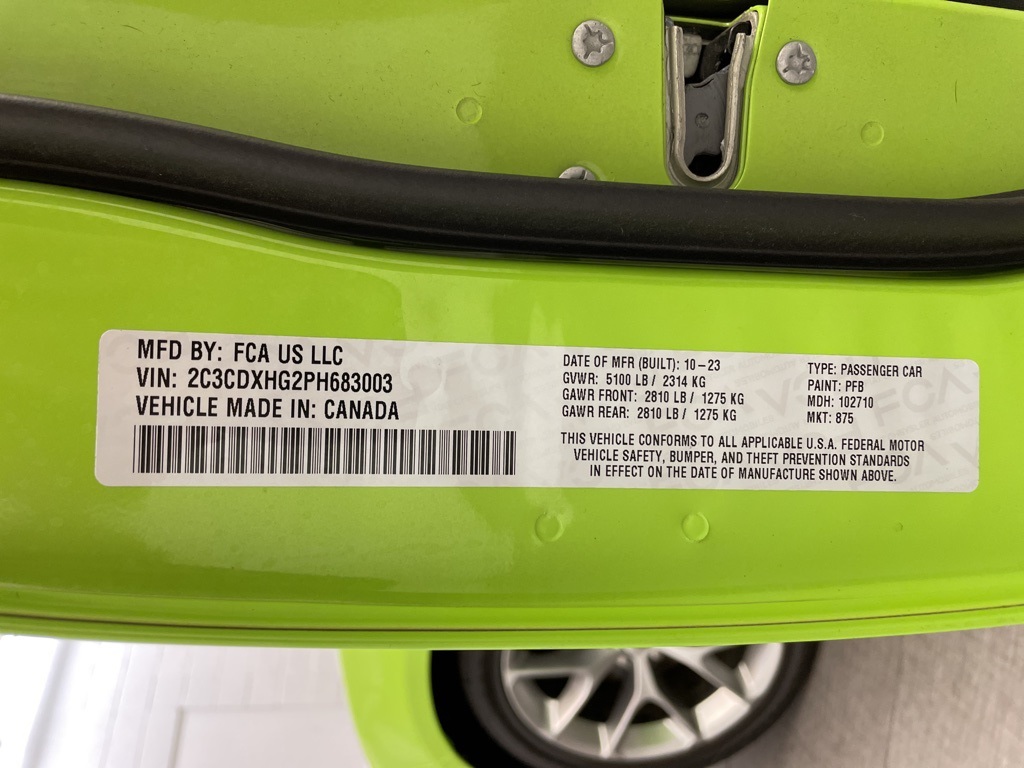 MFD BY: FCA US LLC
VIN: 2C3CDXHG2PH683003
VEHICLE MADE IN: CANADA
DATE OF MFR (BUILT): 10-23
GVWR: 5100 LB / 2314 KG
GAWR FRONT: 2810 LB / 1275 KG
GAWR REAR: 2810 LB / 1275 KG
TYPE: PASSENGER CAR
PAINT: PFB
MDH: 102710
MKT: 875
THIS VEHICLE CONFORMS TO ALL APPLICABLE U.S.A. FEDERAL MOTOR
VEHICLE SAFETY, BUMPER, AND THEFT PREVENTION STANDARDS
IN EFFECT ON THE DATE OF MANUFACTURE SHOWN ABOVE.